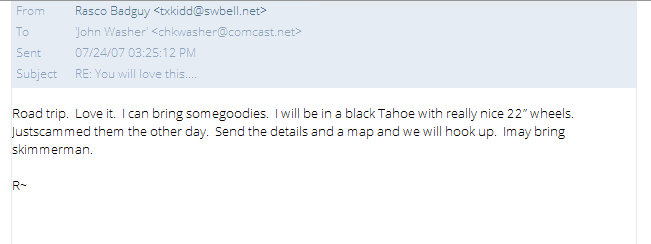 From Rasco Badguy <txkidd@swbell.net>
To 'John Washer' <chkwasher@comcast.net>
Sent 07/24/07 03:25:12 PM
Subject RE: You will love this....
Road trip. Love it. I can bring somegoodies. I will be in a black Tahoe with really nice 22” wheels.
Justscammed them the other day. Send the details and a map and we will hook up. Imay bring
skimmerman.
R~